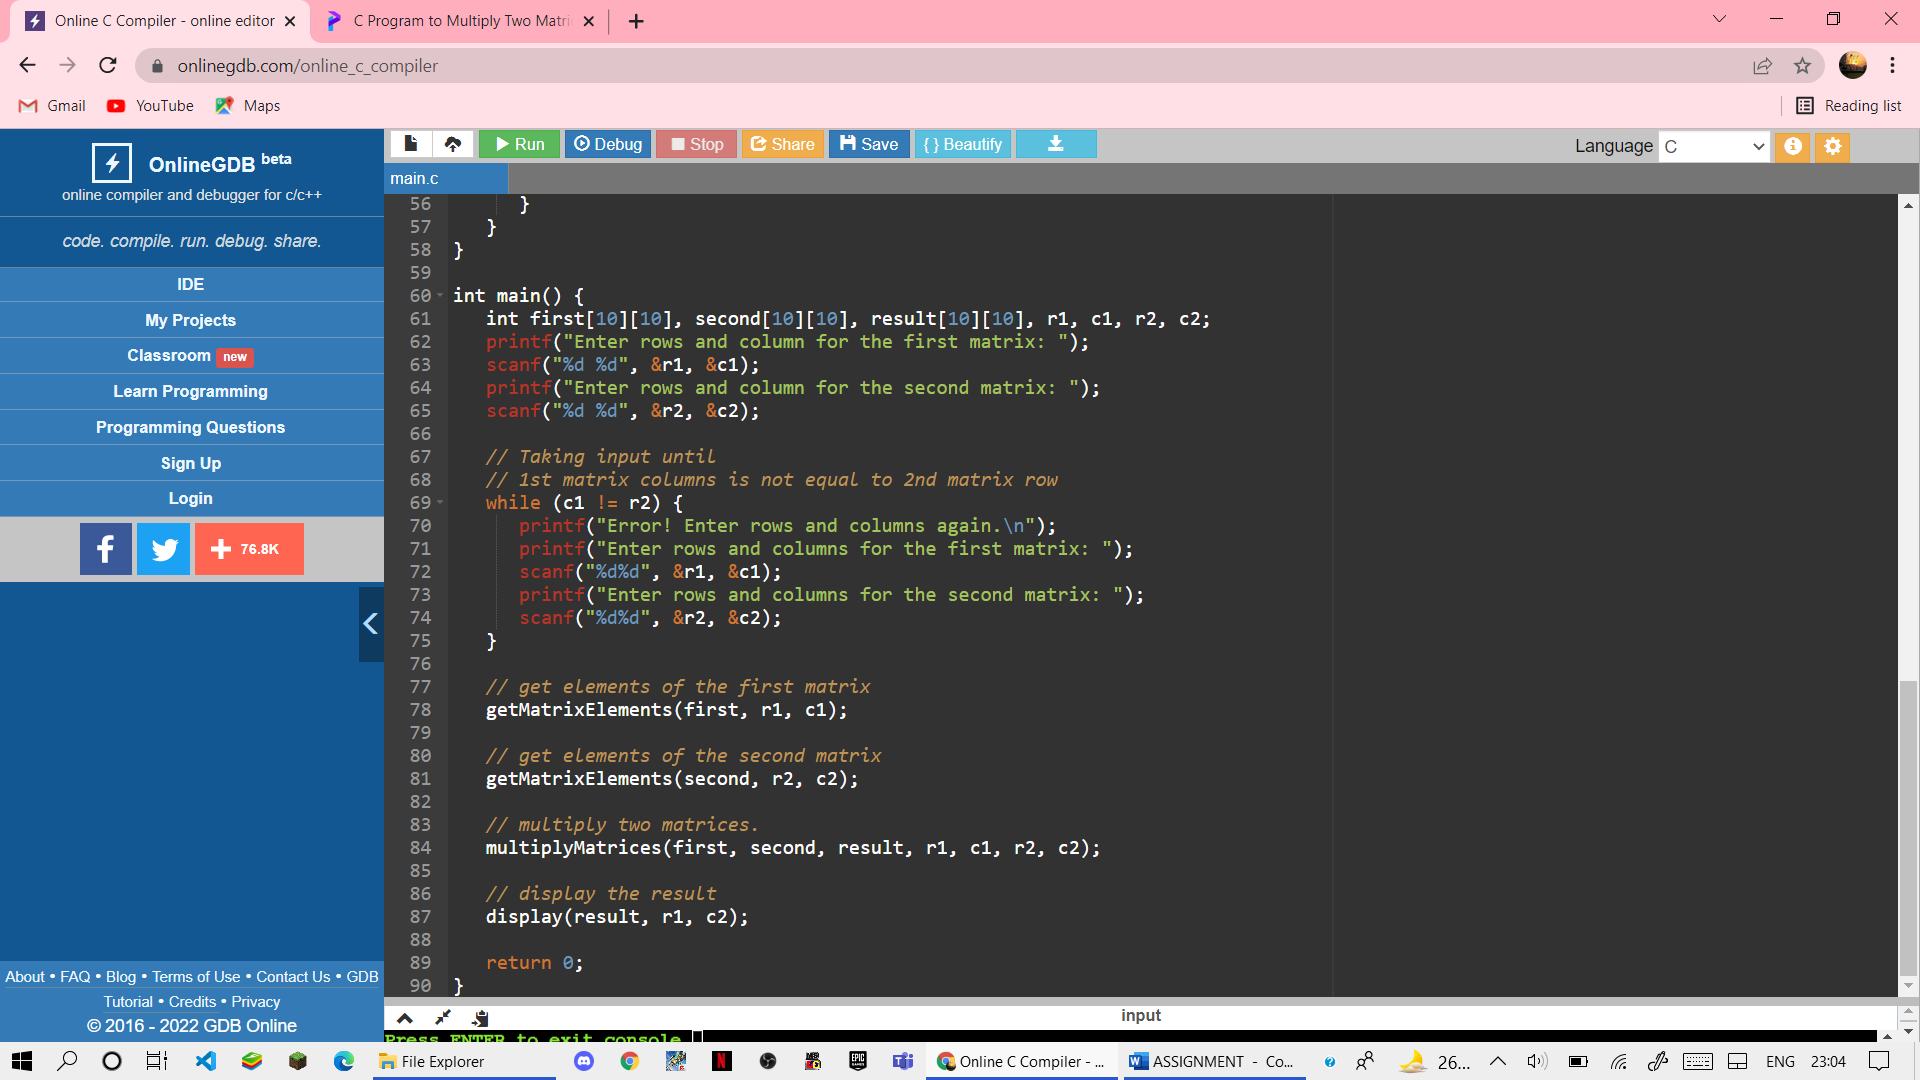 Online C Compiler - online editor
C Program to Multiply Two Matri
onlinegdb.com/online_c_compiler
Gmail
YouTube
Maps
Reading list
OnlineGDB beta
online compiler and debugger for c/c++
code. compile. run. debug. share.
IDE
My Projects
Classroom new
Learn Programming
Programming Questions
Sign Up
Login
76.8K
About • FAQ • Blog • Terms of Use • Contact Us • GDB
Tutorial • Credits • Privacy
© 2016 - 2022 GDB Online
Run Debug Stop Share Save { } Beautify
Language C
main.c
56 }
57 }
58 }
59
60 int main() {
61 int first[10][10], second[10][10], result[10][10], r1, c1, r2, c2;
62 printf("Enter rows and column for the first matrix: ");
63 scanf("%d %d", &r1, &c1);
64 printf("Enter rows and column for the second matrix: ");
65 scanf("%d %d", &r2, &c2);
66
67 // Taking input until
68 // 1st matrix columns is not equal to 2nd matrix row
69 while (c1 != r2) {
70 printf("Error! Enter rows and columns again.\n");
71 printf("Enter rows and columns for the first matrix: ");
72 scanf("%d%d", &r1, &c1);
73 printf("Enter rows and columns for the second matrix: ");
74 scanf("%d%d", &r2, &c2);
75 }
76
77 // get elements of the first matrix
78 getMatrixElements(first, r1, c1);
79
80 // get elements of the second matrix
81 getMatrixElements(second, r2, c2);
82
83 // multiply two matrices.
84 multiplyMatrices(first, second, result, r1, c1, r2, c2);
85
86 // display the result
87 display(result, r1, c2);
88
89 return 0;
90 }
input
Press ENTER to exit console.
File Explorer
Online C Compiler - ...
ASSIGNMENT - Co...
26...
ENG
23:04